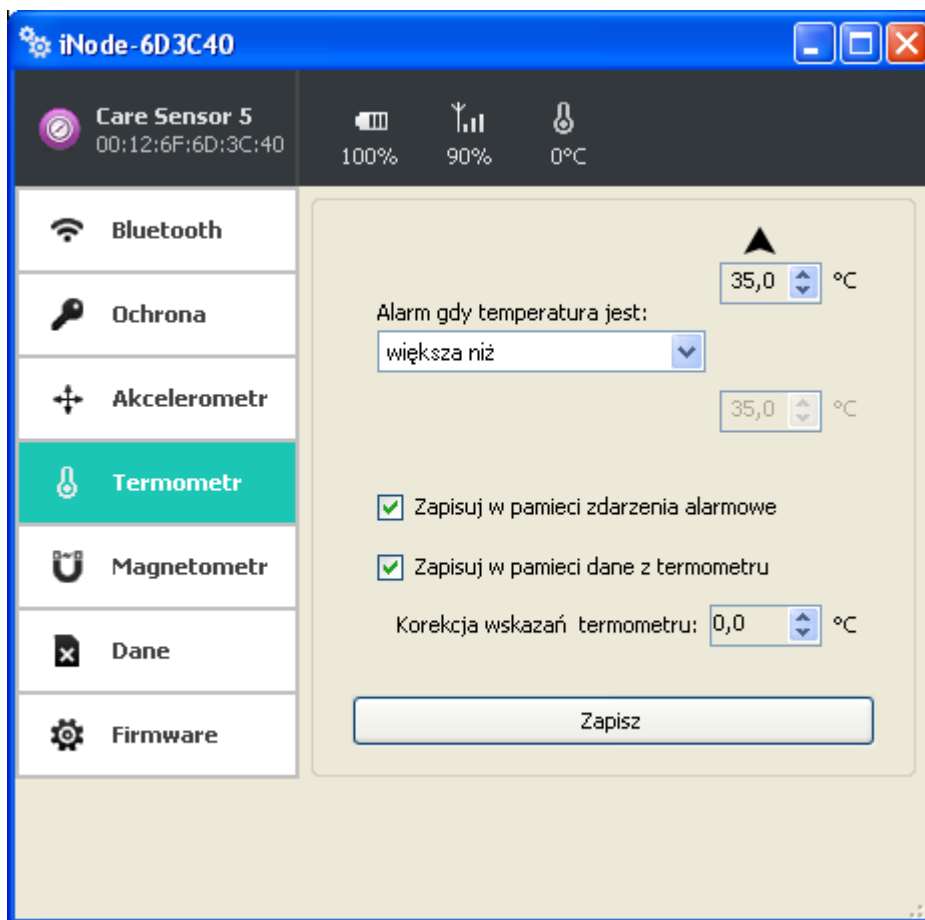 iNode-6D3C40
Care Sensor 5
00:12:6F:6D:3C:40
100%
90%
0°C
Bluetooth
Ochrona
Akcelerometr
Termometr
Magnetometr
Dane
Firmware
35,0 °C
Alarm gdy temperatura jest:
większa niż
35,0 °C
Zapisuj w pamieci zdarzenia alarmowe
Zapisuj w pamieci dane z termometru
Korekcja wskazań termometru: 0,0 °C
Zapisz